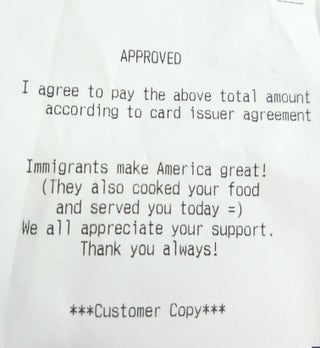 APPROVED
I agree to pay the above total amount
according to card issuer agreement
Immigrants make America great!
(They also cooked your food
and served you today =)
We all appreciate your support.
Thank you always!
***Customer Copy***